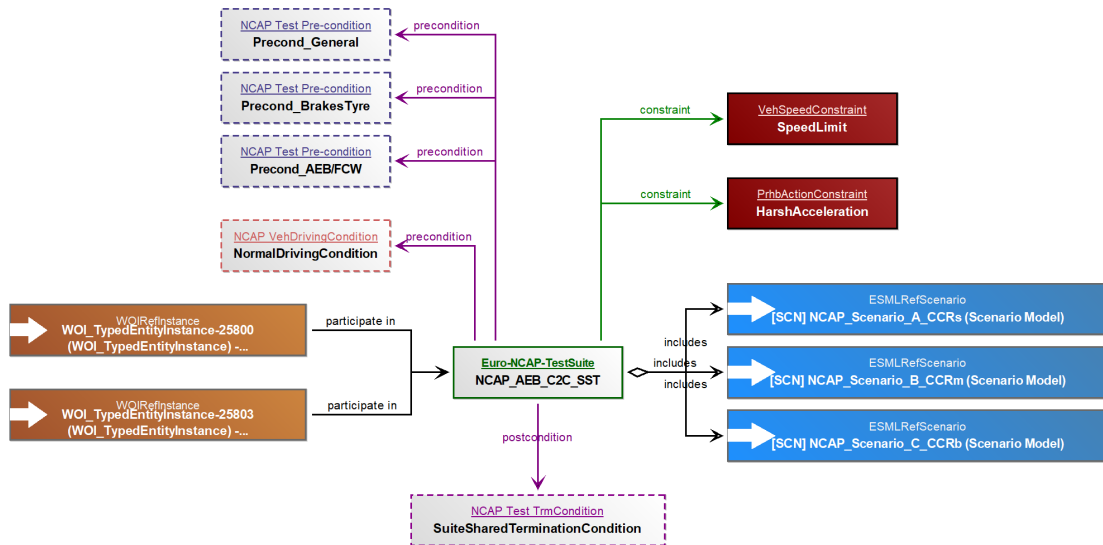 NCAP Test Pre-condition
Precond_General
precondition
NCAP Test Pre-condition
Precond_BrakesTyre
precondition
NCAP Test Pre-condition
Precond_AEB/FCW
precondition
NCAP VehDrivingCondition
NormalDrivingCondition
precondition
constraint
VehSpeedConstraint
SpeedLimit
constraint
PrhbActionConstraint
HarshAcceleration
WOIRefInstance
WOI_TypedEntityInstance-25800
(WOI_TypedEntityInstance) -...
participate in
WOIRefInstance
WOI_TypedEntityInstance-25803
(WOI_TypedEntityInstance) -...
participate in
Euro-NCAP-TestSuite
NCAP_AEB_C2C_SST
includes
includes
includes
ESMLRefScenario
[SCN] NCAP_Scenario_A_CCRs (Scenario Model)
ESMLRefScenario
[SCN] NCAP_Scenario_B_CCRm (Scenario Model)
ESMLRefScenario
[SCN] NCAP_Scenario_C_CCRb (Scenario Model)
postcondition
NCAP Test TrmCondition
SuiteSharedTerminationCondition